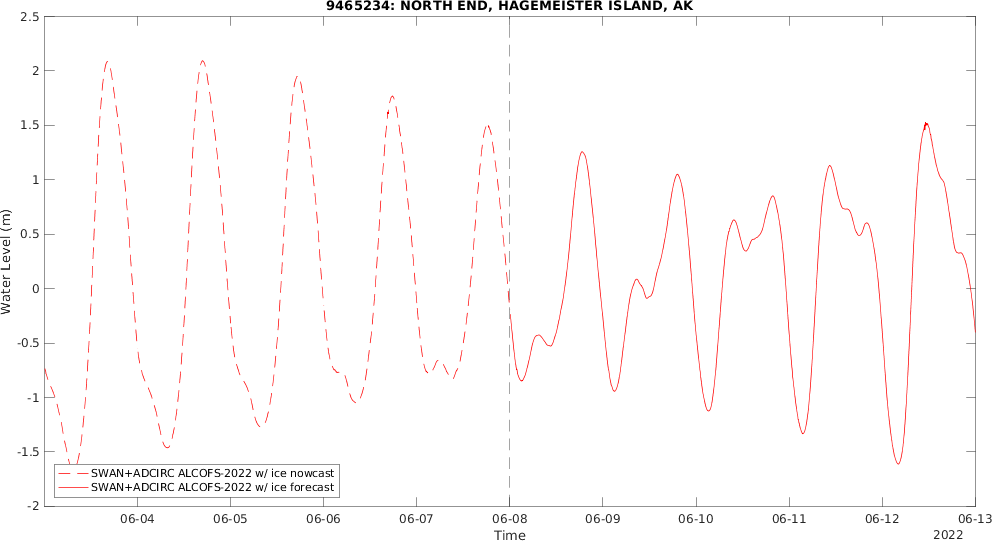 9465234: NORTH END, HAGEMEISTER ISLAND, AK
2.5
2
1.5
1
0.5
0
-0.5
-1
-1.5
-2
Water Level (m)
SWAN+ADCIRC ALCOFS-2022 w/ ice nowcast
SWAN+ADCIRC ALCOFS-2022 w/ ice forecast
06-04 06-05 06-06 06-07 06-08 06-09 06-10 06-11 06-12 06-13
Time
2022